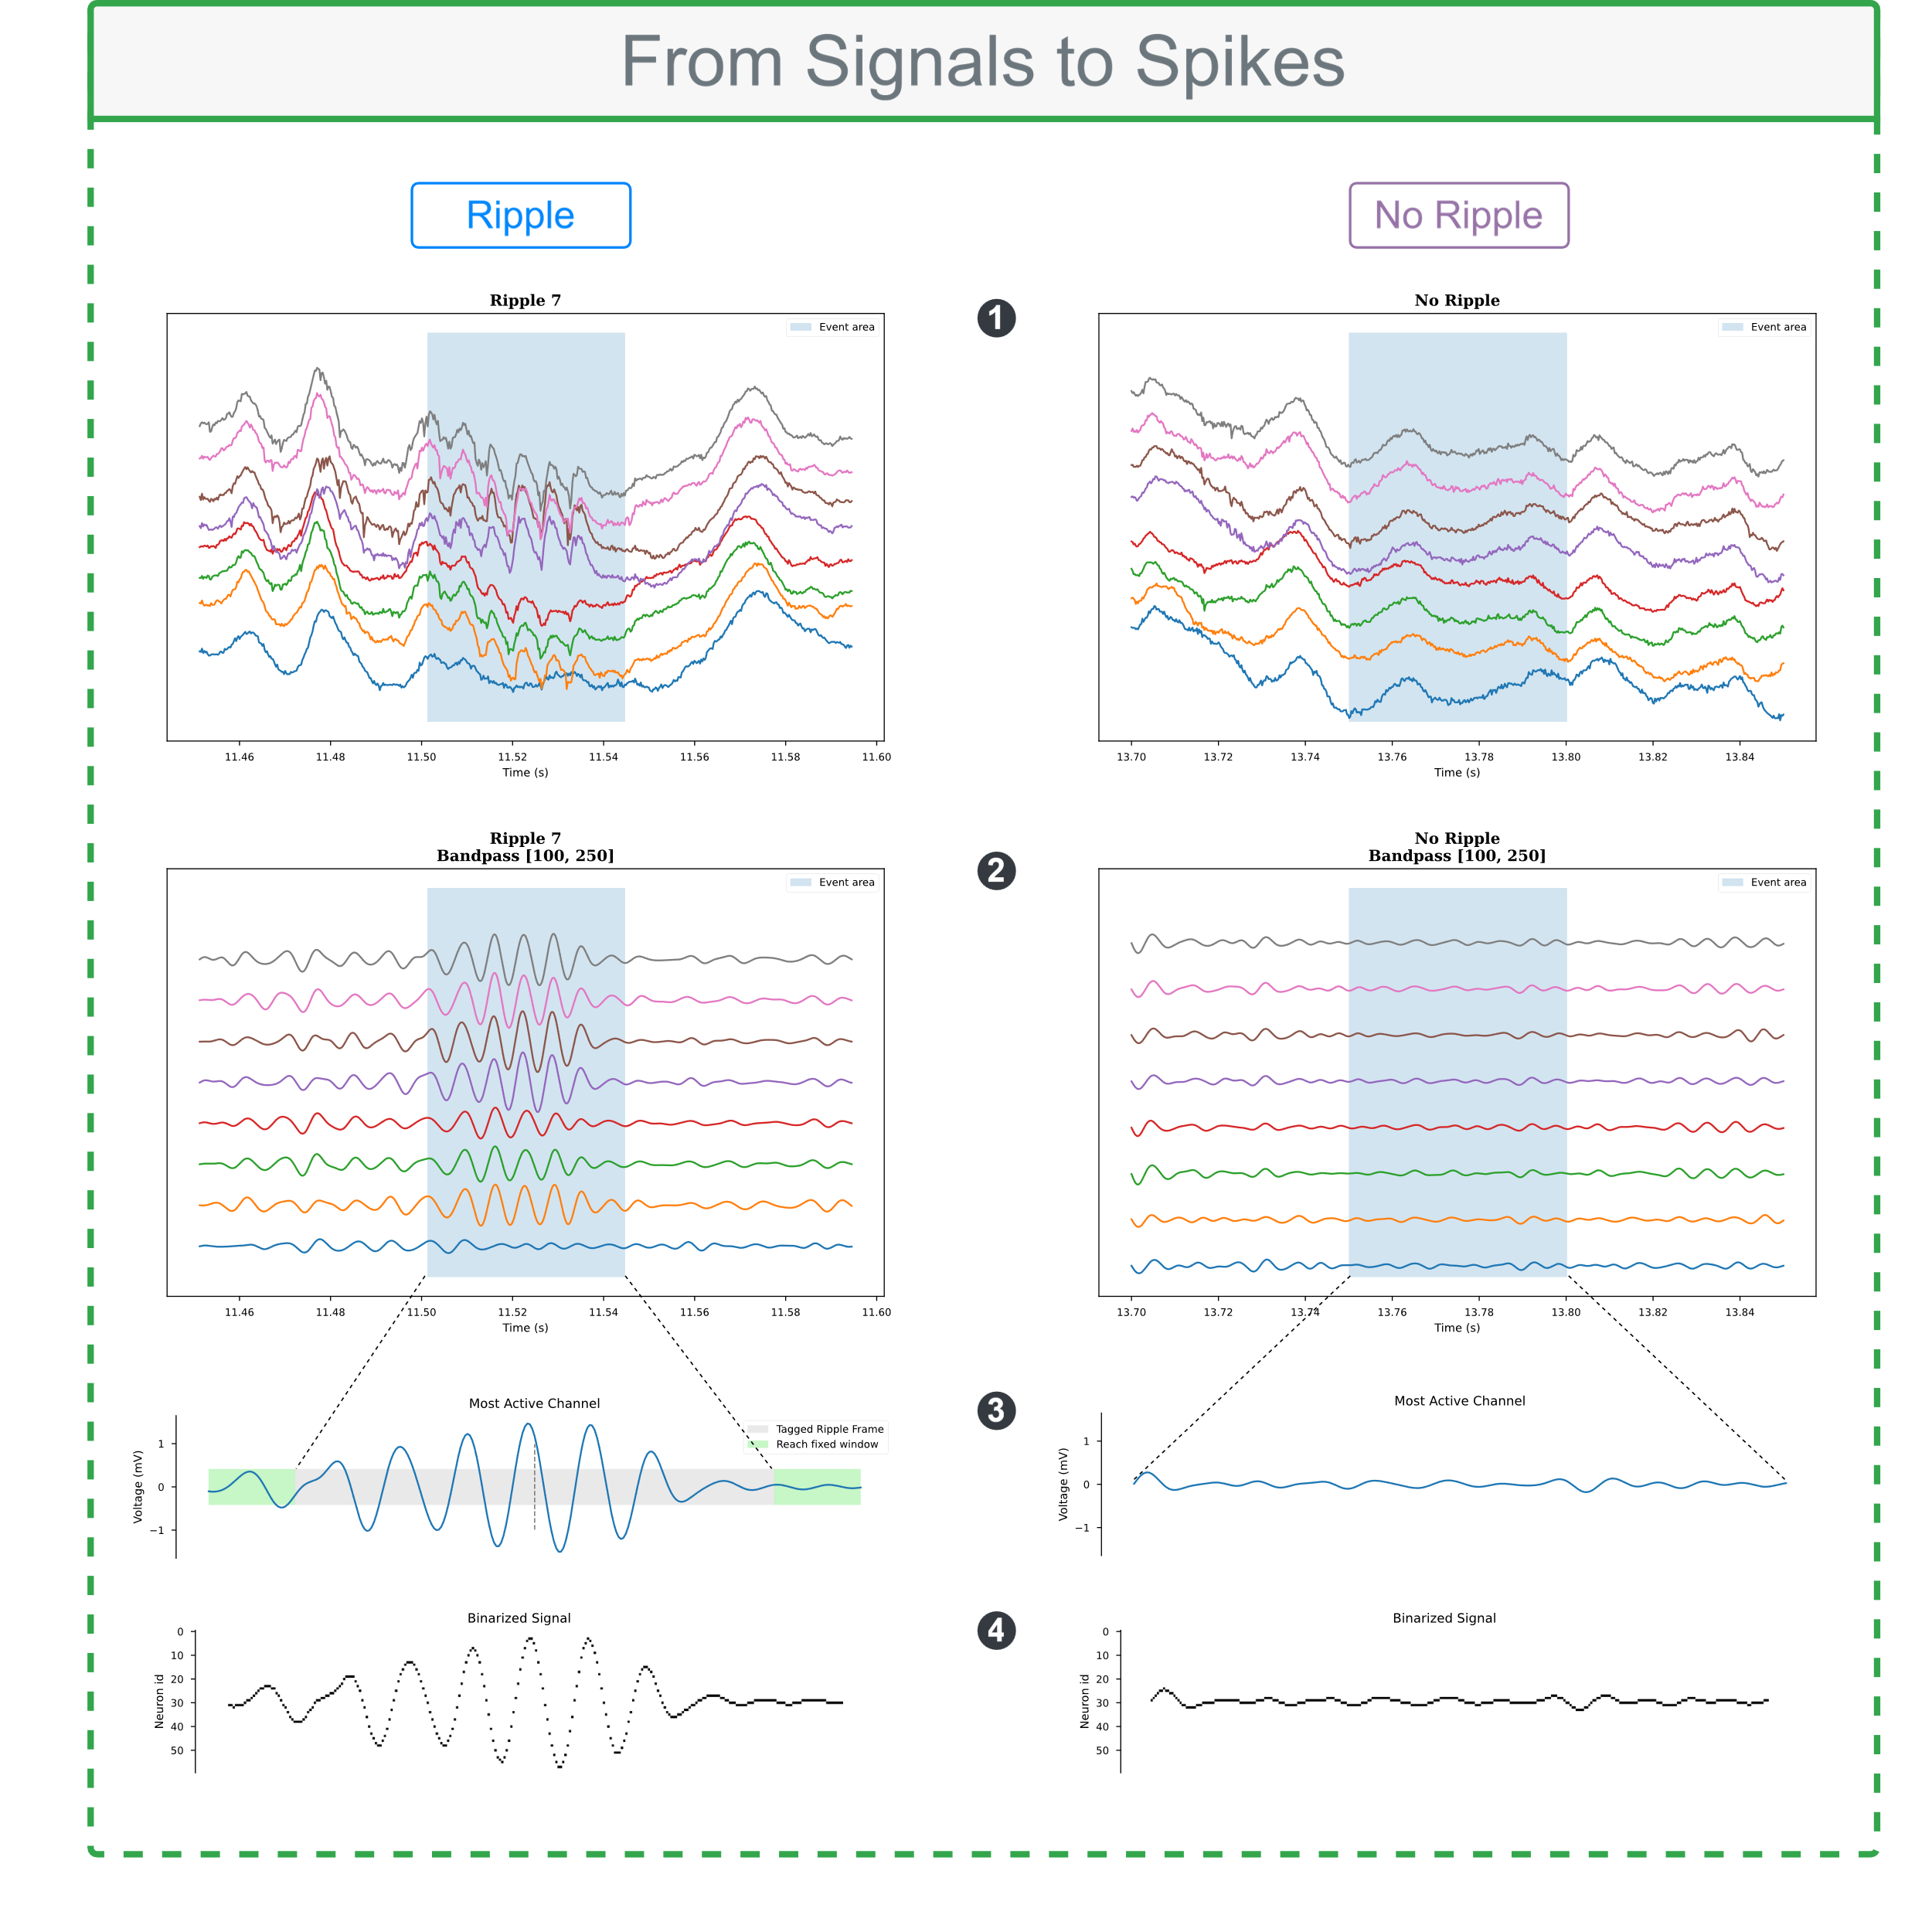 From Signals to Spikes
Ripple
No Ripple
Ripple 7
Event area
11.46 11.48 11.50 11.52 11.54 11.56 11.58 11.60
Time (s)
1
No Ripple
Event area
13.70 13.72 13.74 13.76 13.78 13.80 13.82 13.84
Time (s)
Ripple 7
Bandpass [100, 250]
Event area
11.46 11.48 11.50 11.52 11.54 11.56 11.58 11.60
Time (s)
2
No Ripple
Bandpass [100, 250]
Event area
13.70 13.72 13.74 13.76 13.78 13.80 13.82 13.84
Time (s)
Most Active Channel
Tagged Ripple Frame
Reach fixed window
Voltage (mV)
1
0
−1
3
Most Active Channel
Voltage (mV)
1
0
−1
Binarized Signal
Neuron id
0
10
20
30
40
50
4
Binarized Signal
Neuron id
0
10
20
30
40
50